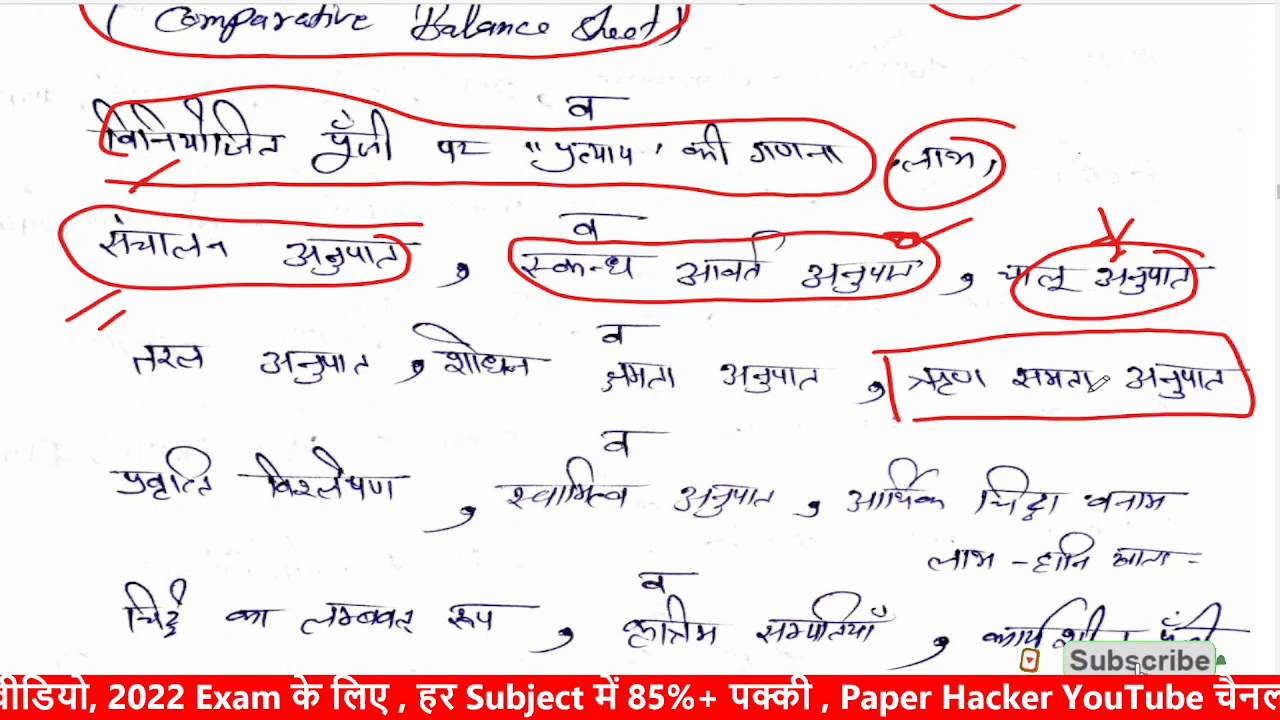 ( Comparative Balance Sheet)
व
विनियोजित पूँजी पर "प्रत्याय' की गणना , लाभ,
व
संचालन अनुपात , स्कन्ध आवर्त अनुपात , चालू अनुपात
व
तरल अनुपात , शोधन क्षमता अनुपात , ऋण क्षमता अनुपात
व
प्रवृत्ति विश्लेषण , स्वामित्व अनुपात , आर्थिक चिट्ठा बनाम
लाभ - हानि खाता -
व
चिट्ठे का लम्बवत् रूप , कृत्रिम सम्पतियाँ , कार्यशील पूँजी
Subscribe
वीडियो, 2022 Exam के लिए , हर Subject में 85%+ पक्की , Paper Hacker YouTube चैनल